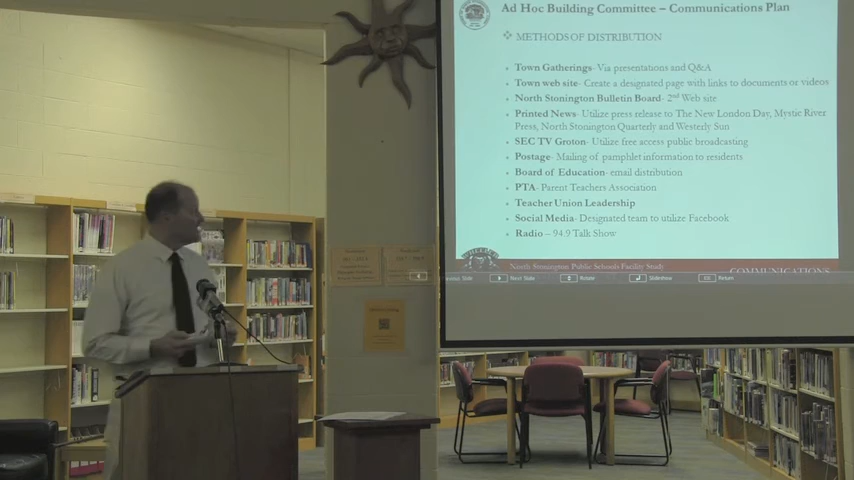 Ad Hoc Building Committee – Communications Plan
❖ METHODS OF DISTRIBUTION
• Town Gatherings- Via presentations and Q&A
• Town web site- Create a designated page with links to documents or videos
• North Stonington Bulletin Board- 2nd Web site
• Printed News- Utilize press release to The New London Day, Mystic River
Press, North Stonington Quarterly and Westerly Sun
• SEC TV Groton- Utilize free access public broadcasting
• Postage- Mailing of pamphlet information to residents
• Board of Education- email distribution
• PTA- Parent Teachers Association
• Teacher Union Leadership
• Social Media- Designated team to utilize Facebook
• Radio – 94.9 Talk Show
North Stonington Public Schools Facility Study
COMMUNICATIONS
Slide Next Slide Rotate Slideshow Return